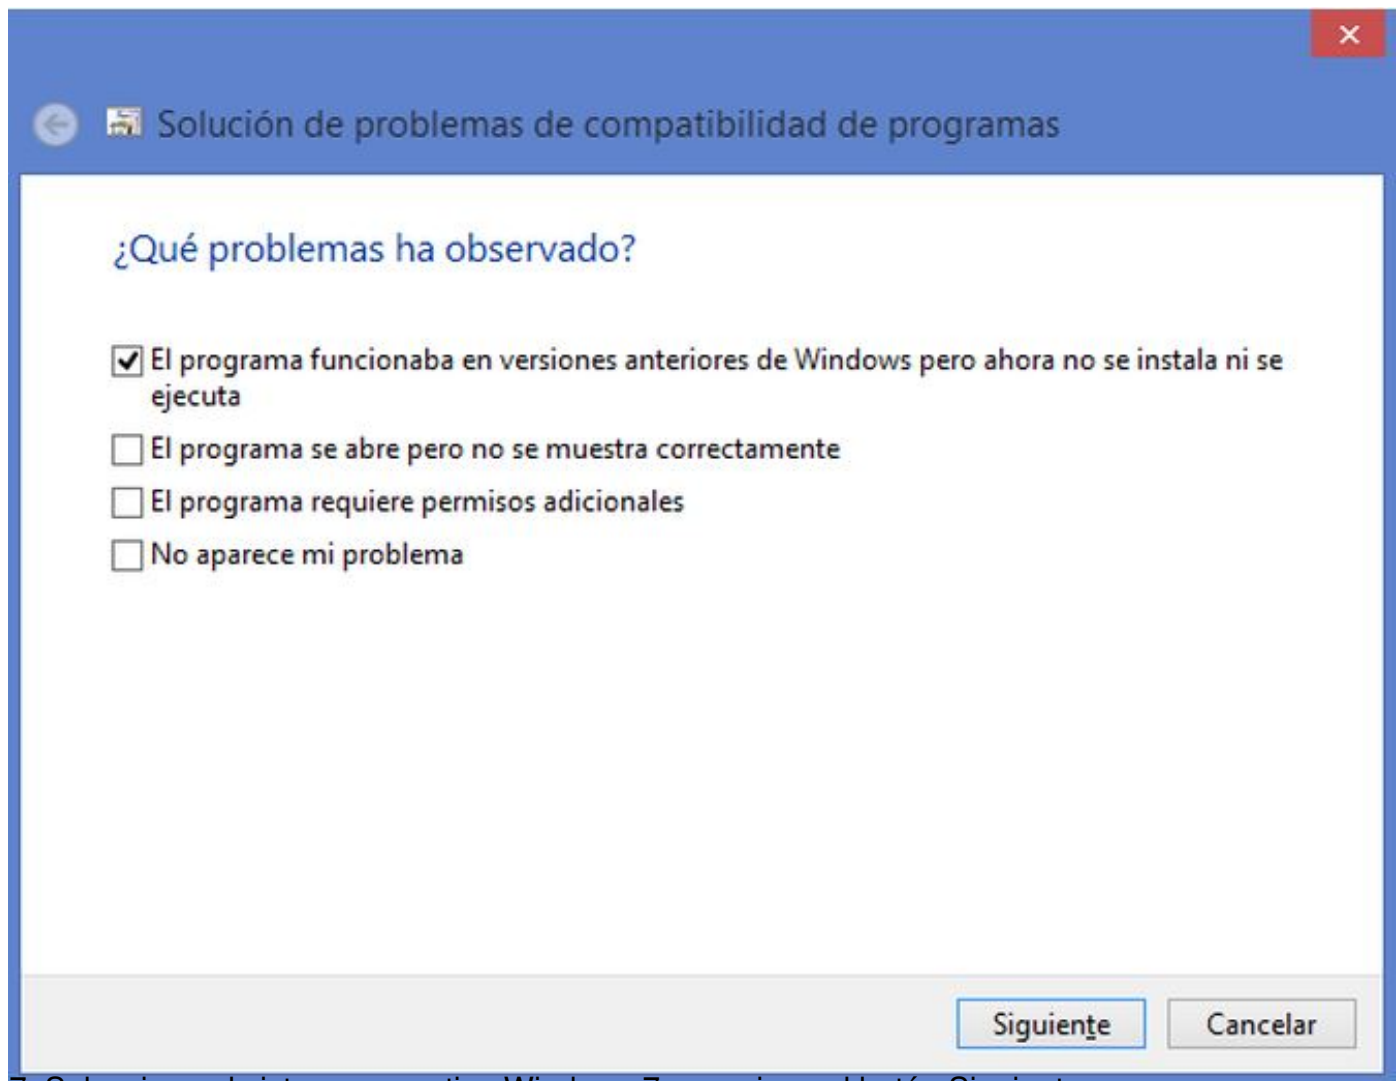 Solución de problemas de compatibilidad de programas
¿Qué problemas ha observado?
El programa funcionaba en versiones anteriores de Windows pero ahora no se instala ni se
ejecuta
El programa se abre pero no se muestra correctamente
El programa requiere permisos adicionales
No aparece mi problema
Siguiente
Cancelar